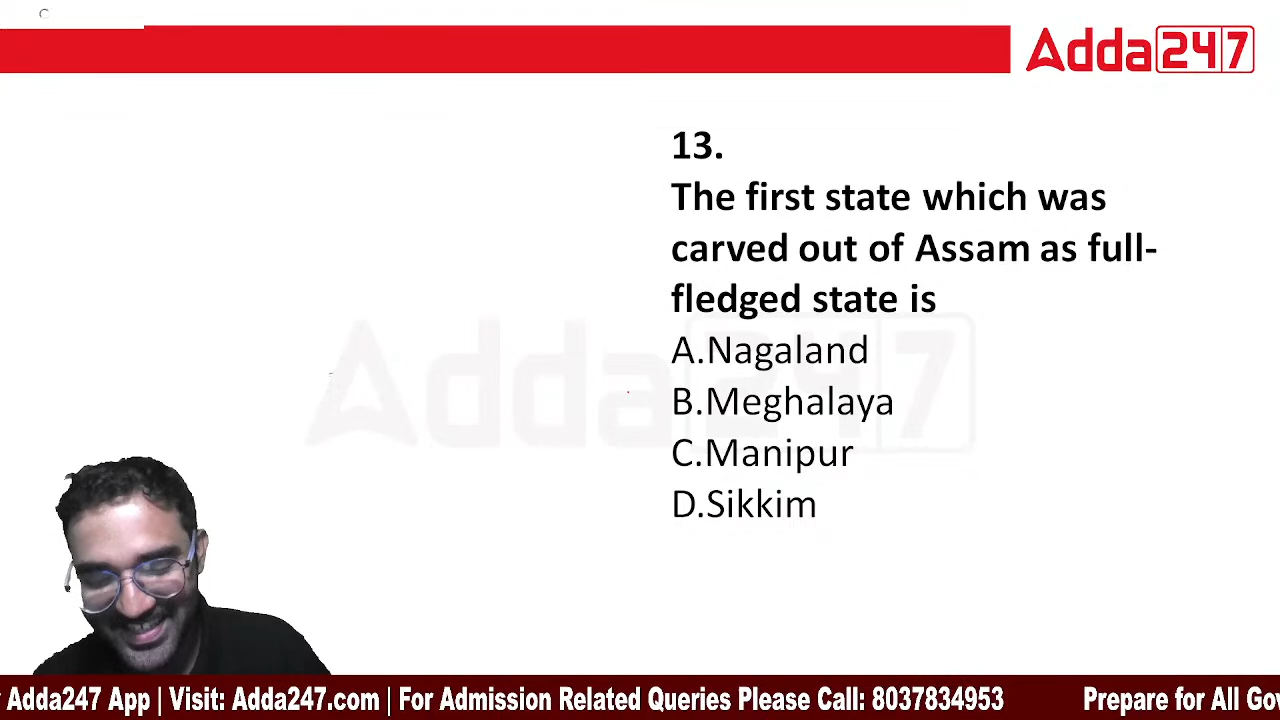 Adda247
13.
The first state which was
carved out of Assam as full-
fledged state is
A.Nagaland
B.Meghalaya
C.Manipur
D.Sikkim
Adda247
Adda247 App | Visit: Adda247.com | For Admission Related Queries Please Call: 8037834953 Prepare for All